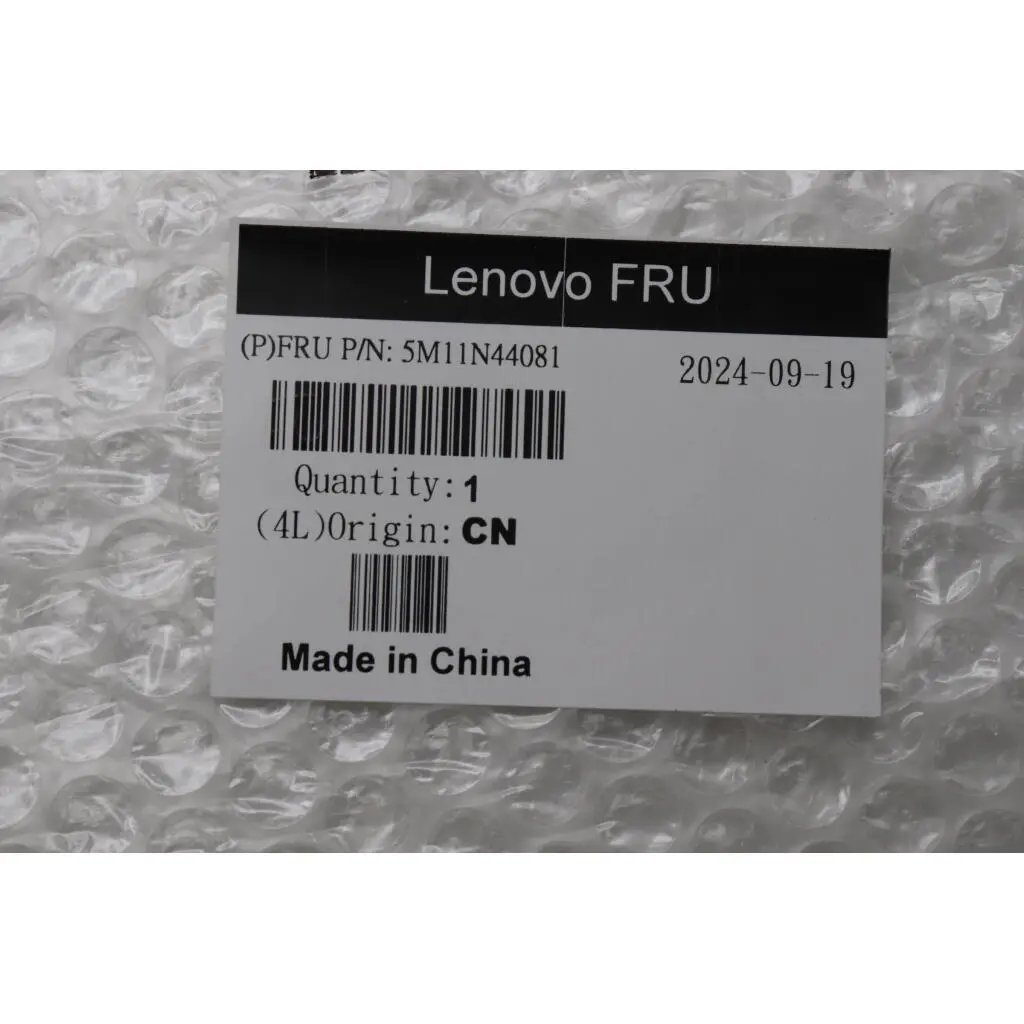 Lenovo FRU
(P)FRU P/N: 5M11N44081
2024-09-19
Quantity: 1
(4L)Origin: CN
Made in China